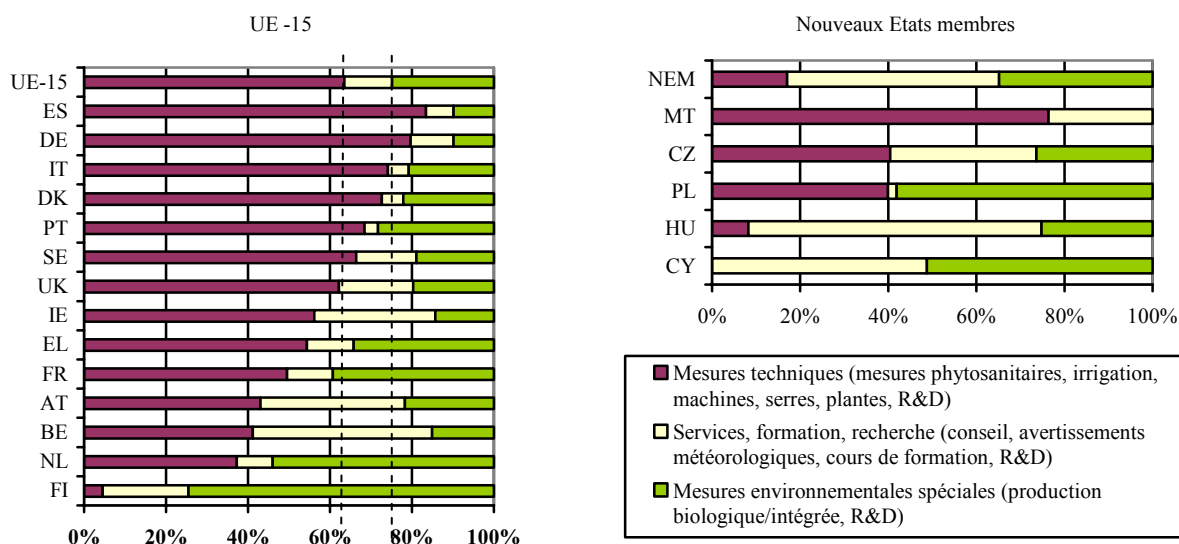 UE -15
UE-15
ES
DE
IT
DK
PT
SE
UK
IE
EL
FR
AT
BE
NL
FI
0% 20% 40% 60% 80% 100%
Nouveaux Etats membres
NEM
MT
CZ
PL
HU
CY
0% 20% 40% 60% 80% 100%
Mesures techniques (mesures phytosanitaires, irrigation,
machines, serres, plantes, R&D)
Services, formation, recherche (conseil, avertissements
météorologiques, cours de formation, R&D)
Mesures environnementales spéciales (production
biologique/intégrée, R&D)